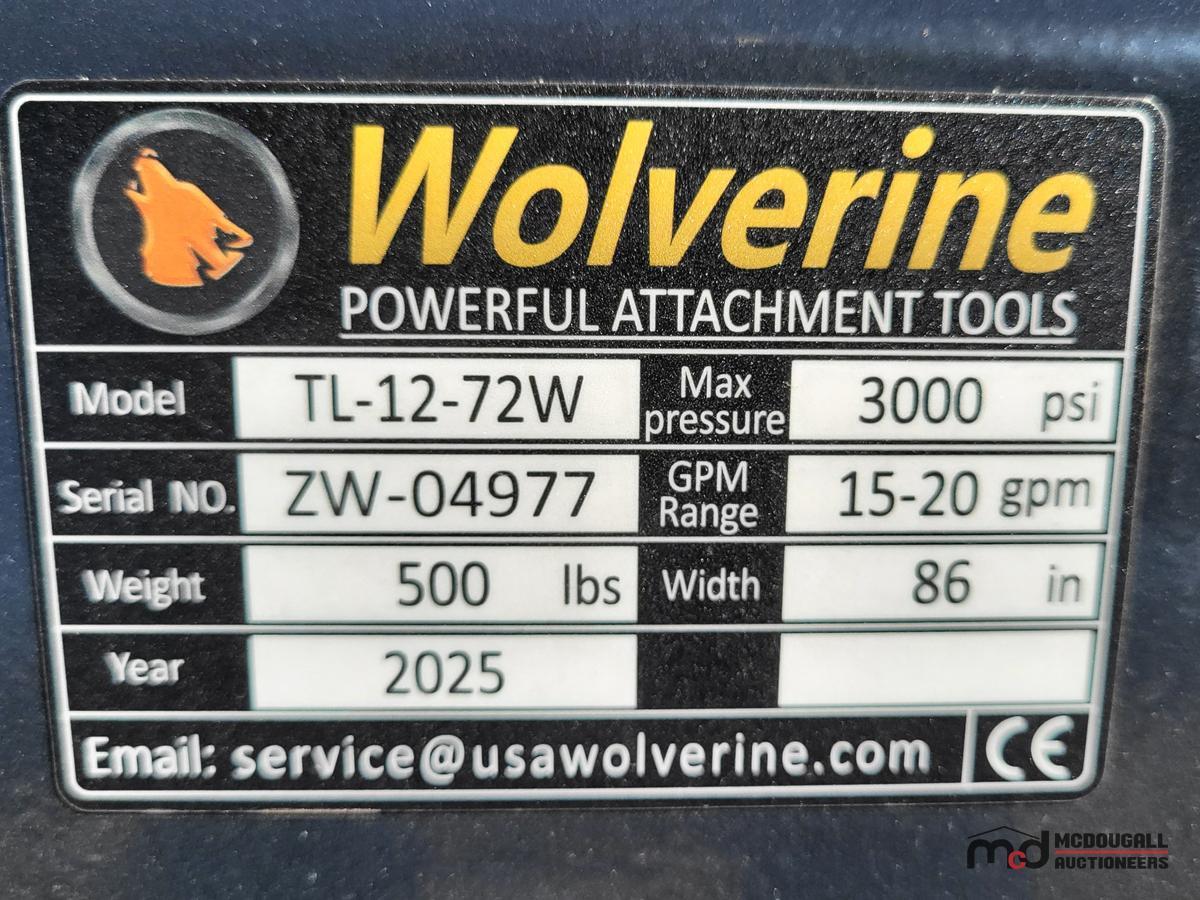 Wolverine
POWERFUL ATTACHMENT TOOLS
Model TL-12-72W Max pressure 3000 psi
Serial NO. ZW-04977 GPM Range 15-20 gpm
Weight 500 lbs Width 86 in
Year 2025
Email: service@usawolverine.com CE
mcd MCDOUGALL
AUCTIONEERS